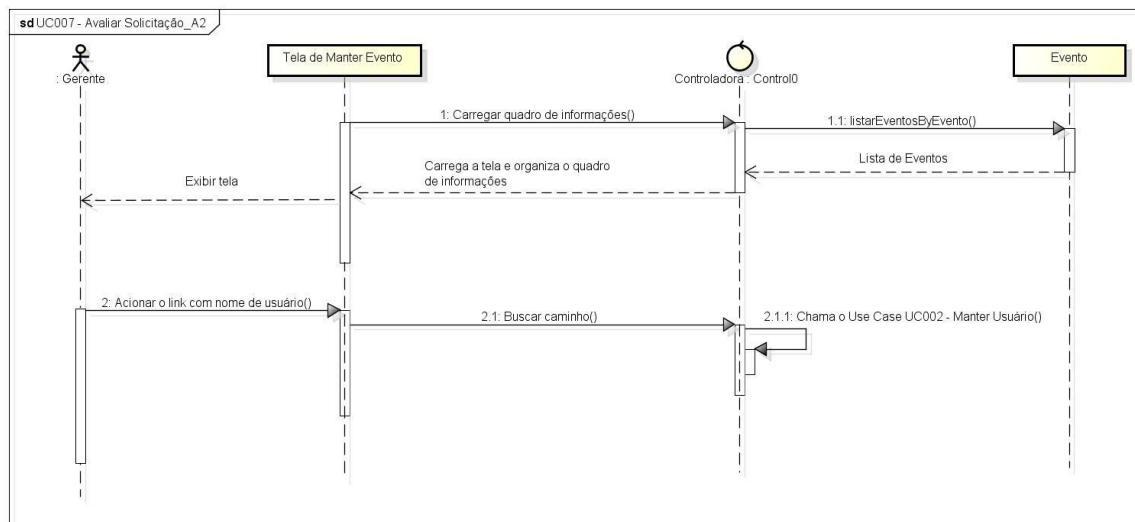 sd UC007 - Avaliar Solicitação_A2
: Gerente
Tela de Manter Evento
Controladora : Control0
Evento
1: Carregar quadro de informações()
1.1: listarEventosByEvento()
Lista de Eventos
Carrega a tela e organiza o quadro
de informações
Exibir tela
2: Acionar o link com nome de usuário()
2.1: Buscar caminho()
2.1.1: Chama o Use Case UC002 - Manter Usuário()